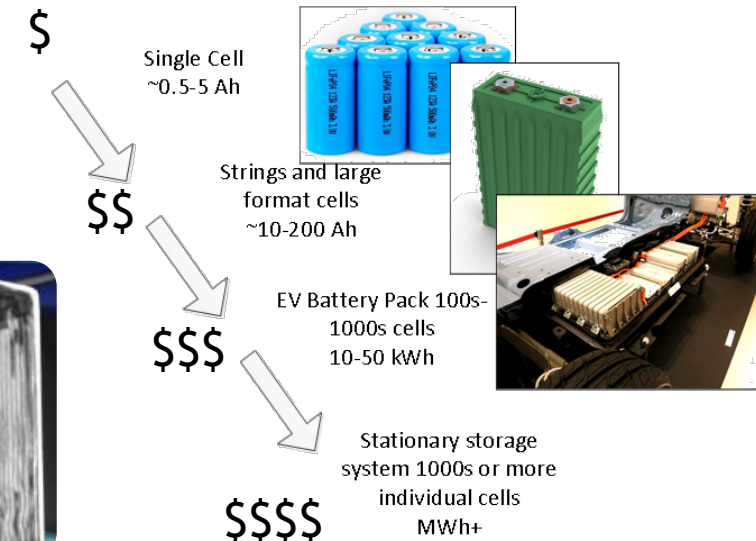 $
Single Cell
~0.5-5 Ah
$$
Strings and large
format cells
~10-200 Ah
$$$
EV Battery Pack 100s-
1000s cells
10-50 kWh
$$$$
Stationary storage
system 1000s or more
individual cells
MWh+